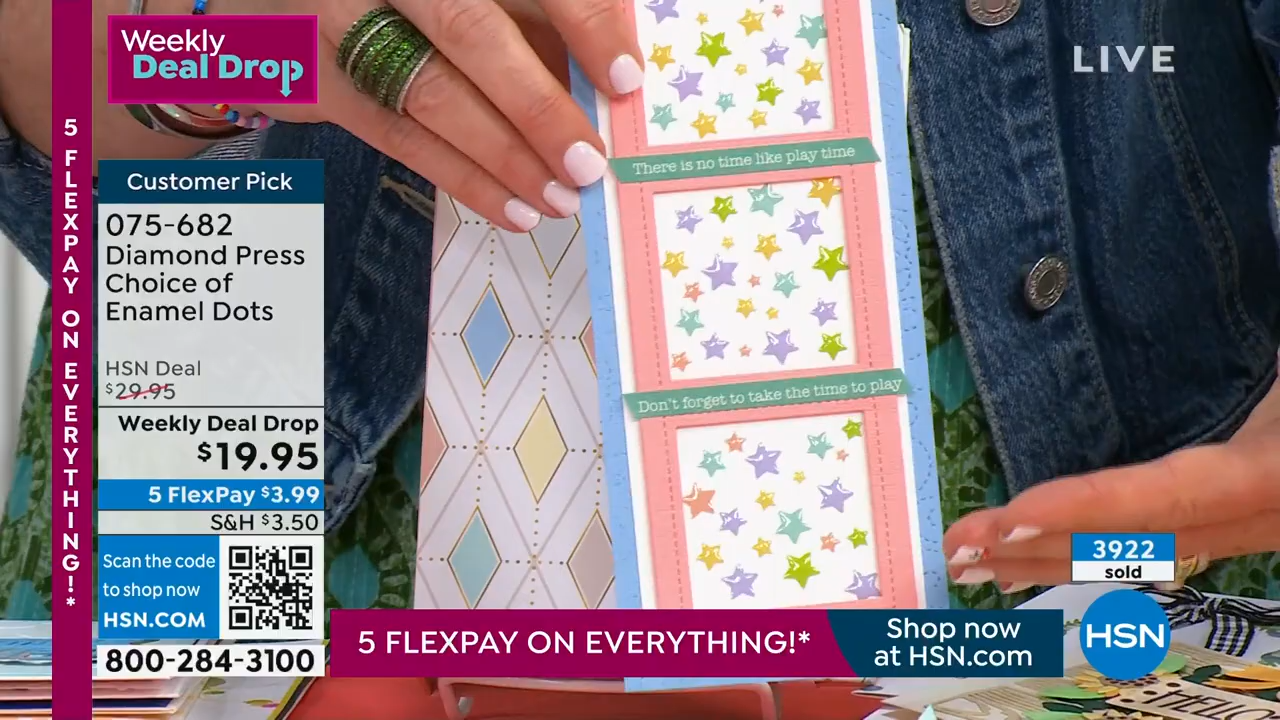 Weekly
Deal Drop
LIVE
5 FLEXPAY ON EVERYTHING!*
Customer Pick
075-682
Diamond Press
Choice of
Enamel Dots
HSN Deal
$29.95
Weekly Deal Drop
$19.95
5 FlexPay $3.99
S&H $3.50
Scan the code
to shop now
HSN.COM
800-284-3100
There is no time like play time
Don't forget to take the time to play
3922
sold
5 FLEXPAY ON EVERYTHING!*
Shop now
at HSN.com
HSN
HELLO